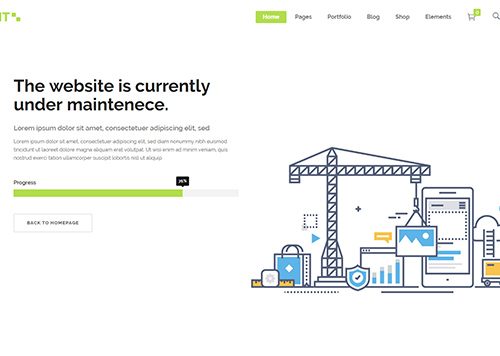 IT
Home Pages Portfolio Blog Shop Elements 0
The website is currently
under maintenece.
Lorem ipsum dolor sit amet, consectetuer adipiscing elit, sed
Lorem ipsum dolor sit amet, consectetuer adipiscing elit, sed diam nonummy nibh euismod
tincidunt ut laoreet dolore magna aliquam erat volutpat. Ut wisi enim ad minim veniam, quis
nostrud exerci tation ullamcorper suscipit lobortis nisl ut aliquip
Progress
BACK TO HOMEPAGE